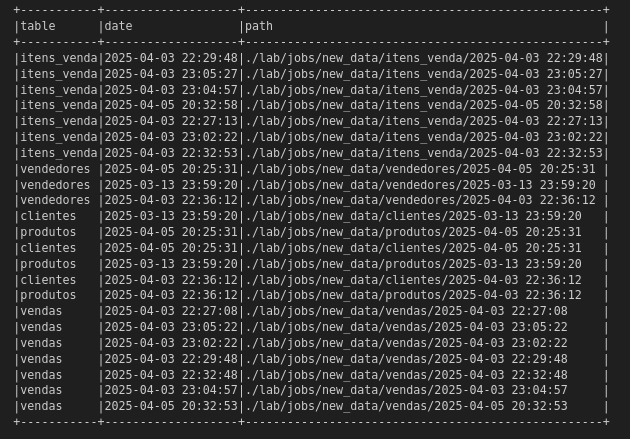 +-----------+-------------------+---------------------------------------------------+
|table      |date               |path                                               |
+-----------+-------------------+---------------------------------------------------+
|itens_venda|2025-04-03 22:29:48|./lab/jobs/new_data/itens_venda/2025-04-03 22:29:48|
|itens_venda|2025-04-03 23:05:27|./lab/jobs/new_data/itens_venda/2025-04-03 23:05:27|
|itens_venda|2025-04-03 23:04:57|./lab/jobs/new_data/itens_venda/2025-04-03 23:04:57|
|itens_venda|2025-04-05 20:32:58|./lab/jobs/new_data/itens_venda/2025-04-05 20:32:58|
|itens_venda|2025-04-03 22:27:13|./lab/jobs/new_data/itens_venda/2025-04-03 22:27:13|
|itens_venda|2025-04-03 23:02:22|./lab/jobs/new_data/itens_venda/2025-04-03 23:02:22|
|itens_venda|2025-04-03 22:32:53|./lab/jobs/new_data/itens_venda/2025-04-03 22:32:53|
|vendedores |2025-04-05 20:25:31|./lab/jobs/new_data/vendedores/2025-04-05 20:25:31 |
|vendedores |2025-03-13 23:59:20|./lab/jobs/new_data/vendedores/2025-03-13 23:59:20 |
|vendedores |2025-04-03 22:36:12|./lab/jobs/new_data/vendedores/2025-04-03 22:36:12 |
|clientes   |2025-03-13 23:59:20|./lab/jobs/new_data/clientes/2025-03-13 23:59:20   |
|produtos   |2025-04-05 20:25:31|./lab/jobs/new_data/produtos/2025-04-05 20:25:31   |
|clientes   |2025-04-05 20:25:31|./lab/jobs/new_data/clientes/2025-04-05 20:25:31   |
|produtos   |2025-03-13 23:59:20|./lab/jobs/new_data/produtos/2025-03-13 23:59:20   |
|clientes   |2025-04-03 22:36:12|./lab/jobs/new_data/clientes/2025-04-03 22:36:12   |
|produtos   |2025-04-03 22:36:12|./lab/jobs/new_data/produtos/2025-04-03 22:36:12   |
|vendas     |2025-04-03 22:27:08|./lab/jobs/new_data/vendas/2025-04-03 22:27:08     |
|vendas     |2025-04-03 23:05:22|./lab/jobs/new_data/vendas/2025-04-03 23:05:22     |
|vendas     |2025-04-03 23:02:22|./lab/jobs/new_data/vendas/2025-04-03 23:02:22     |
|vendas     |2025-04-03 22:29:48|./lab/jobs/new_data/vendas/2025-04-03 22:29:48     |
|vendas     |2025-04-03 22:32:48|./lab/jobs/new_data/vendas/2025-04-03 22:32:48     |
|vendas     |2025-04-03 23:04:57|./lab/jobs/new_data/vendas/2025-04-03 23:04:57     |
|vendas     |2025-04-05 20:32:53|./lab/jobs/new_data/vendas/2025-04-05 20:32:53     |
+-----------+-------------------+---------------------------------------------------+